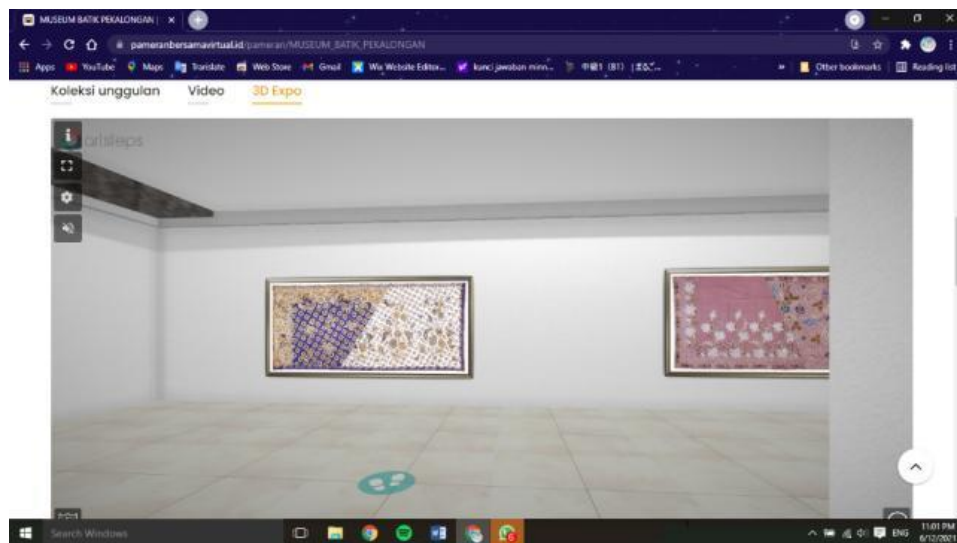 MUSEUM BATIK PEKALONGAN |
pameranbersamavirtual.id/pameran/MUSEUM_BATIK_PEKALONGAN
Apps YouTube Maps Translate Web Store Gmail Wix Website Editor... kunci jawaban minn... Other bookmarks Reading list
Koleksi unggulan Video 3D Expo
artsteps
Search Windows
ENG
11:01 PM
6/12/2021